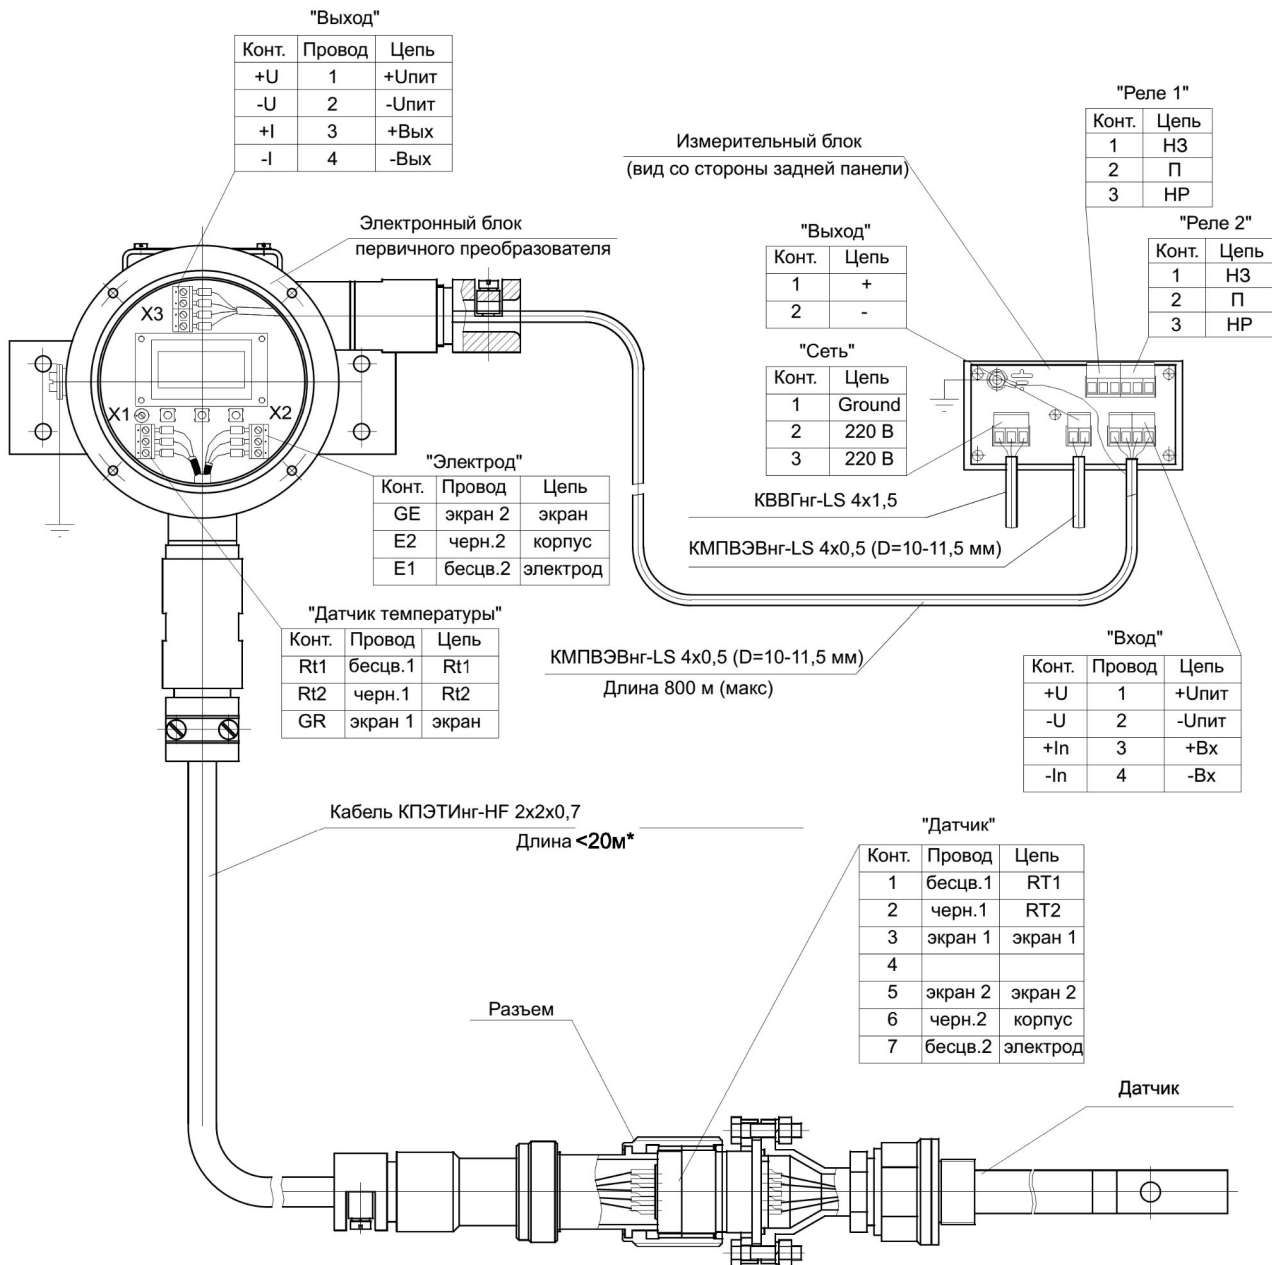 "Выход"
Конт. Провод Цепь
+U 1 +Uпит
-U 2 -Uпит
+I 3 +Вых
-I 4 -Вых
"Реле 1"
Конт. Цепь
1 НЗ
2 П
3 НР
Измерительный блок
(вид со стороны задней панели)
"Реле 2"
Конт. Цепь
1 НЗ
2 П
3 НР
Электронный блок
первичного преобразователя
"Выход"
Конт. Цепь
1 +
2 -
"Сеть"
Конт. Цепь
1 Ground
2 220 В
3 220 В
X3
X1
X2
"Электрод"
Конт. Провод Цепь
GE экран 2 экран
E2 черн.2 корпус
E1 бесцв.2 электрод
КВВГнг-LS 4x1,5
КМПВЭВнг-LS 4x0,5 (D=10-11,5 мм)
"Датчик температуры"
Конт. Провод Цепь
Rt1 бесцв.1 Rt1
Rt2 черн.1 Rt2
GR экран 1 экран
КМПВЭВнг-LS 4x0,5 (D=10-11,5 мм)
Длина 800 м (макс)
"Вход"
Конт. Провод Цепь
+U 1 +Uпит
-U 2 -Uпит
+In 3 +Вх
-In 4 -Вх
Кабель КПЭТИнг-HF 2x2x0,7
Длина <20м*
"Датчик"
Конт. Провод Цепь
1 бесцв.1 RT1
2 черн.1 RT2
3 экран 1 экран 1
4
5 экран 2 экран 2
6 черн.2 корпус
7 бесцв.2 электрод
Разъем
Датчик